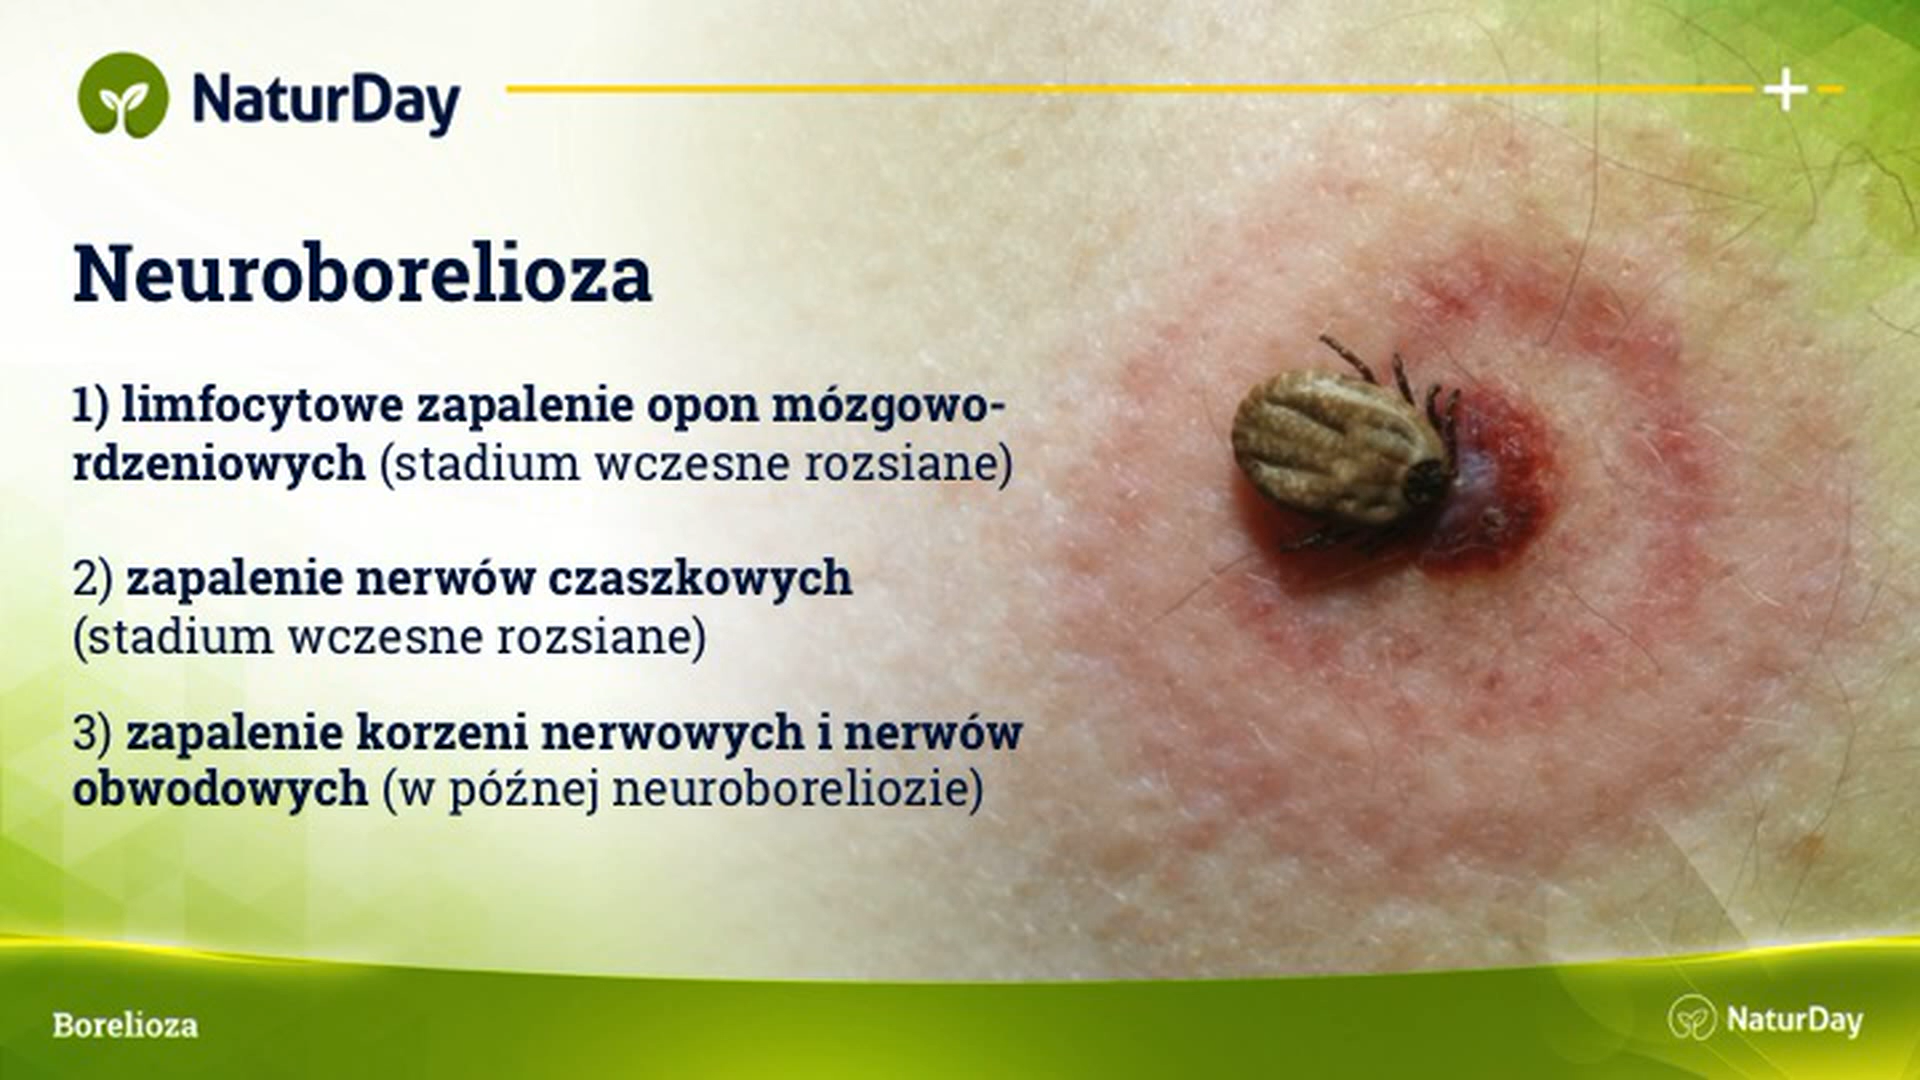 NaturDay
Neuroborelioza
1) limfocytowe zapalenie opon mózgowo-
rdzeniowych (stadium wczesne rozsiane)
2) zapalenie nerwów czaszkowych
(stadium wczesne rozsiane)
3) zapalenie korzeni nerwowych i nerwów
obwodowych (w późnej neuroboreliozie)
Borelioza
NaturDay